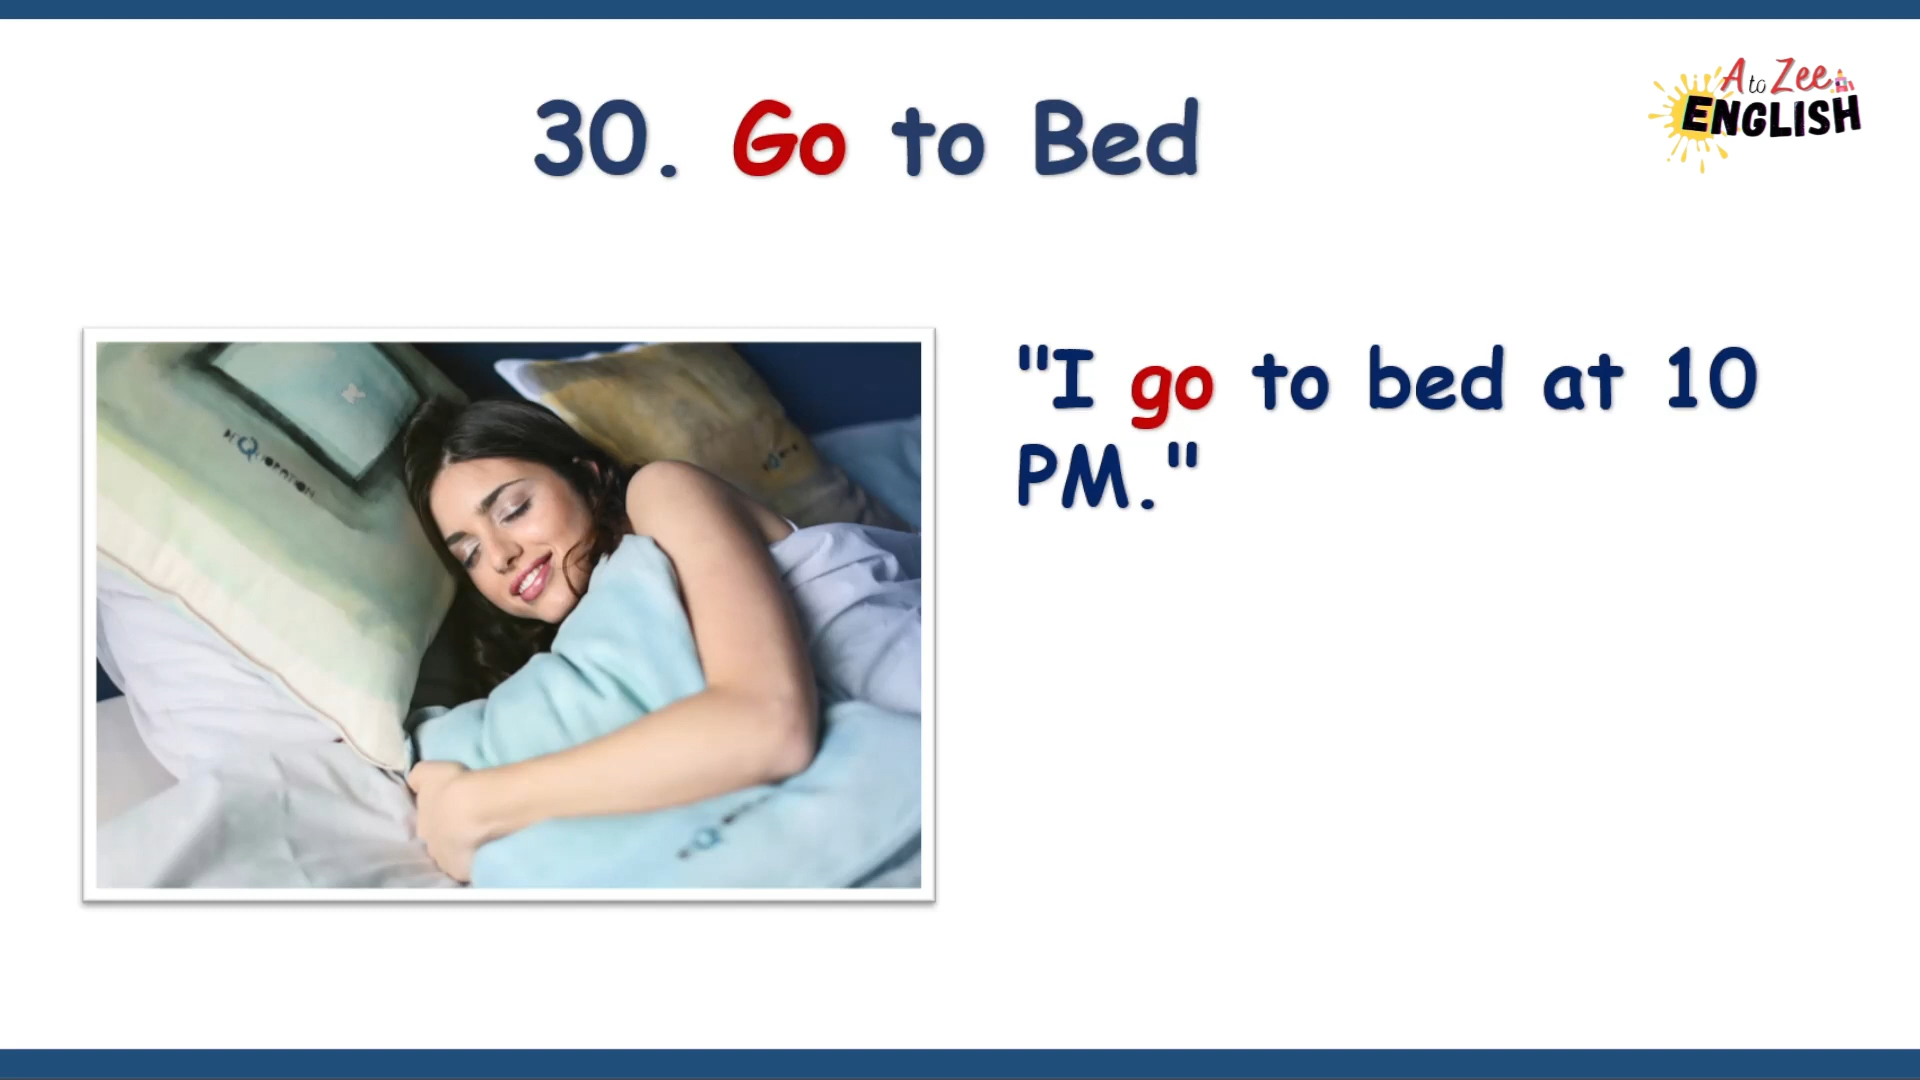 A to Zee
ENGLISH
30. Go to Bed
"I go to bed at 10
PM."